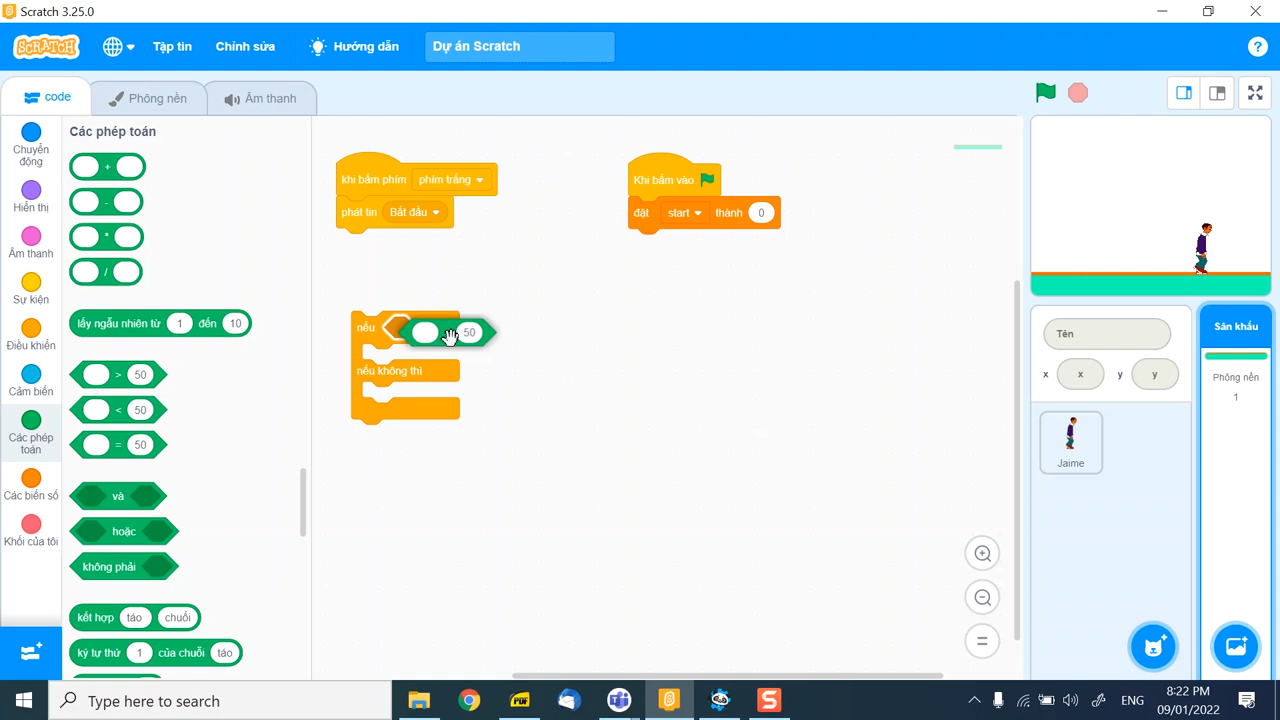 Scratch 3.25.0
SCRATCH
Tập tin
Chính sửa
Hướng dẫn
Dự án Scratch
?
code
Phông nền
Âm thanh
Chuyển động
Hiển thị
Âm thanh
Sự kiện
Điều khiển
Cảm biến
Các phép toán
Các biến số
Khối của tôi
Các phép toán
+
-
*
/
lấy ngẫu nhiên từ 1 đến 10
> 50
< 50
= 50
và
hoặc
không phải
kết hợp táo chuối
ký tự thứ 1 của chuỗi táo
khi bấm phím phím trắng
phát tin Bắt đầu
Khi bấm vào
đặt start thành 0
nếu 50
nếu không thì
Tên
x x y y
Jaime
Sân khấu
Phông nền
1
Type here to search
PDF
ENG
8:22 PM
09/01/2022